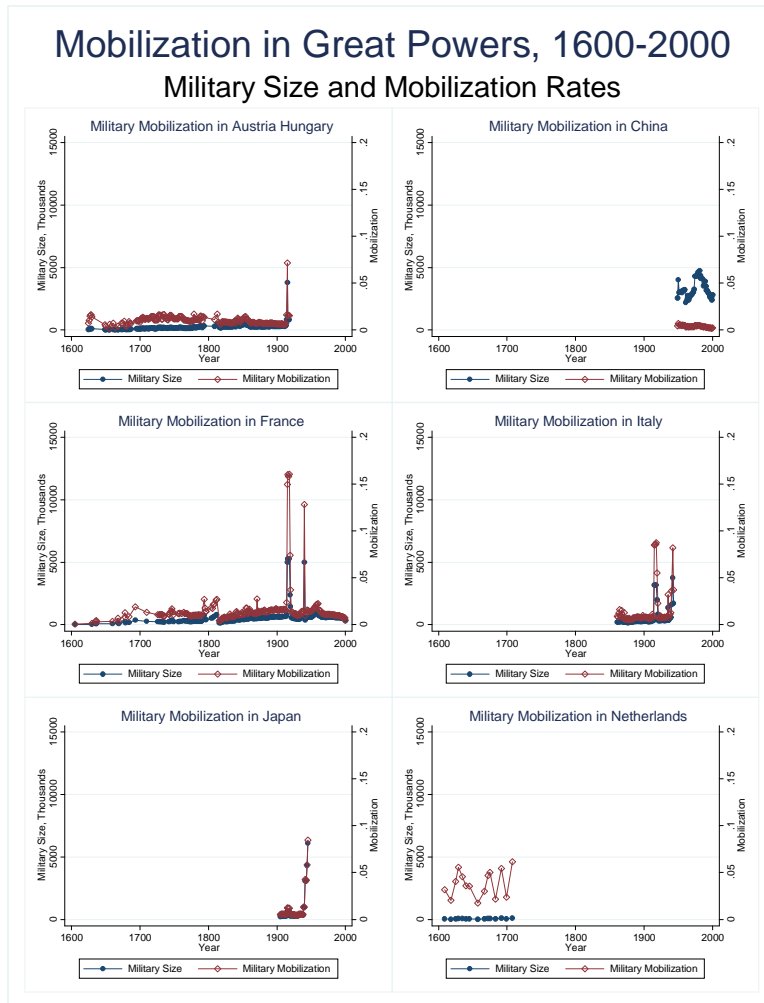 Mobilization in Great Powers, 1600-2000
Military Size and Mobilization Rates
Military Mobilization in Austria Hungary
Military Size, Thousands
0
5000
10000
15000
Mobilization
0
.05
.1
.15
.2
1600
1700
1800
1900
2000
Year
Military Size
Military Mobilization
Military Mobilization in China
Military Size, Thousands
0
5000
10000
15000
Mobilization
0
.05
.1
.15
.2
1600
1700
1800
1900
2000
Year
Military Size
Military Mobilization
Military Mobilization in France
Military Size, Thousands
0
5000
10000
15000
Mobilization
0
.05
.1
.15
.2
1600
1700
1800
1900
2000
Year
Military Size
Military Mobilization
Military Mobilization in Italy
Military Size, Thousands
0
5000
10000
15000
Mobilization
0
.05
.1
.15
.2
1600
1700
1800
1900
2000
Year
Military Size
Military Mobilization
Military Mobilization in Japan
Military Size, Thousands
0
5000
10000
15000
Mobilization
0
.05
.1
.15
.2
1600
1700
1800
1900
2000
Year
Military Size
Military Mobilization
Military Mobilization in Netherlands
Military Size, Thousands
0
5000
10000
15000
Mobilization
0
.05
.1
.15
.2
1600
1700
1800
1900
2000
Year
Military Size
Military Mobilization